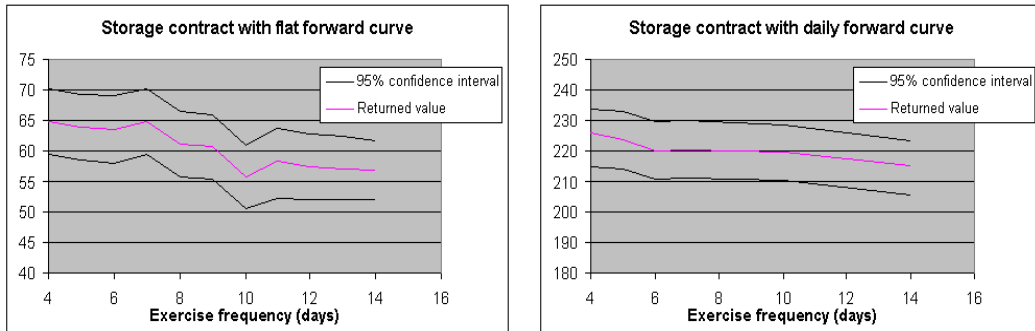 Storage contract with flat forward curve
75
70
65
60
55
50
45
40
4 6 8 10 12 14 16
Exercise frequency (days)
95% confidence interval
Returned value
Storage contract with daily forward curve
250
240
230
220
210
200
190
180
4 6 8 10 12 14 16
Exercise frequency (days)
95% confidence interval
Returned value